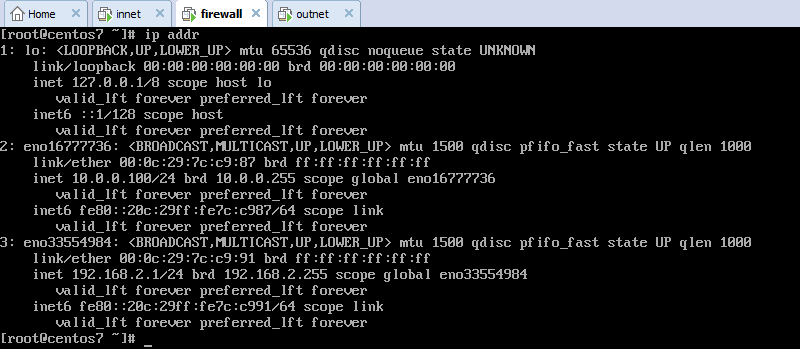 Home innet firewall outnet
[root@centos7 ~]# ip addr
1: lo: <LOOPBACK,UP,LOWER_UP> mtu 65536 qdisc noqueue state UNKNOWN
    link/loopback 00:00:00:00:00:00 brd 00:00:00:00:00:00
    inet 127.0.0.1/8 scope host lo
       valid_lft forever preferred_lft forever
    inet6 ::1/128 scope host
       valid_lft forever preferred_lft forever
2: eno16777736: <BROADCAST,MULTICAST,UP,LOWER_UP> mtu 1500 qdisc pfifo_fast state UP qlen 1000
    link/ether 00:0c:29:7c:c9:87 brd ff:ff:ff:ff:ff:ff
    inet 10.0.0.100/24 brd 10.0.0.255 scope global eno16777736
       valid_lft forever preferred_lft forever
    inet6 fe80::20c:29ff:fe7c:c987/64 scope link
       valid_lft forever preferred_lft forever
3: eno33554984: <BROADCAST,MULTICAST,UP,LOWER_UP> mtu 1500 qdisc pfifo_fast state UP qlen 1000
    link/ether 00:0c:29:7c:c9:91 brd ff:ff:ff:ff:ff:ff
    inet 192.168.2.1/24 brd 192.168.2.255 scope global eno33554984
       valid_lft forever preferred_lft forever
    inet6 fe80::20c:29ff:fe7c:c991/64 scope link
       valid_lft forever preferred_lft forever
[root@centos7 ~]# _